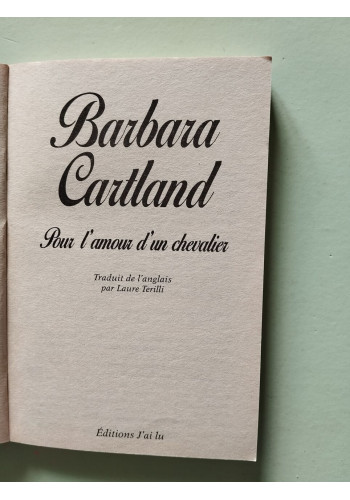 Barbara
Cartland
Pour l'amour d'un chevalier
Traduit de l'anglais
par Laure Terilli
Éditions J'ai lu